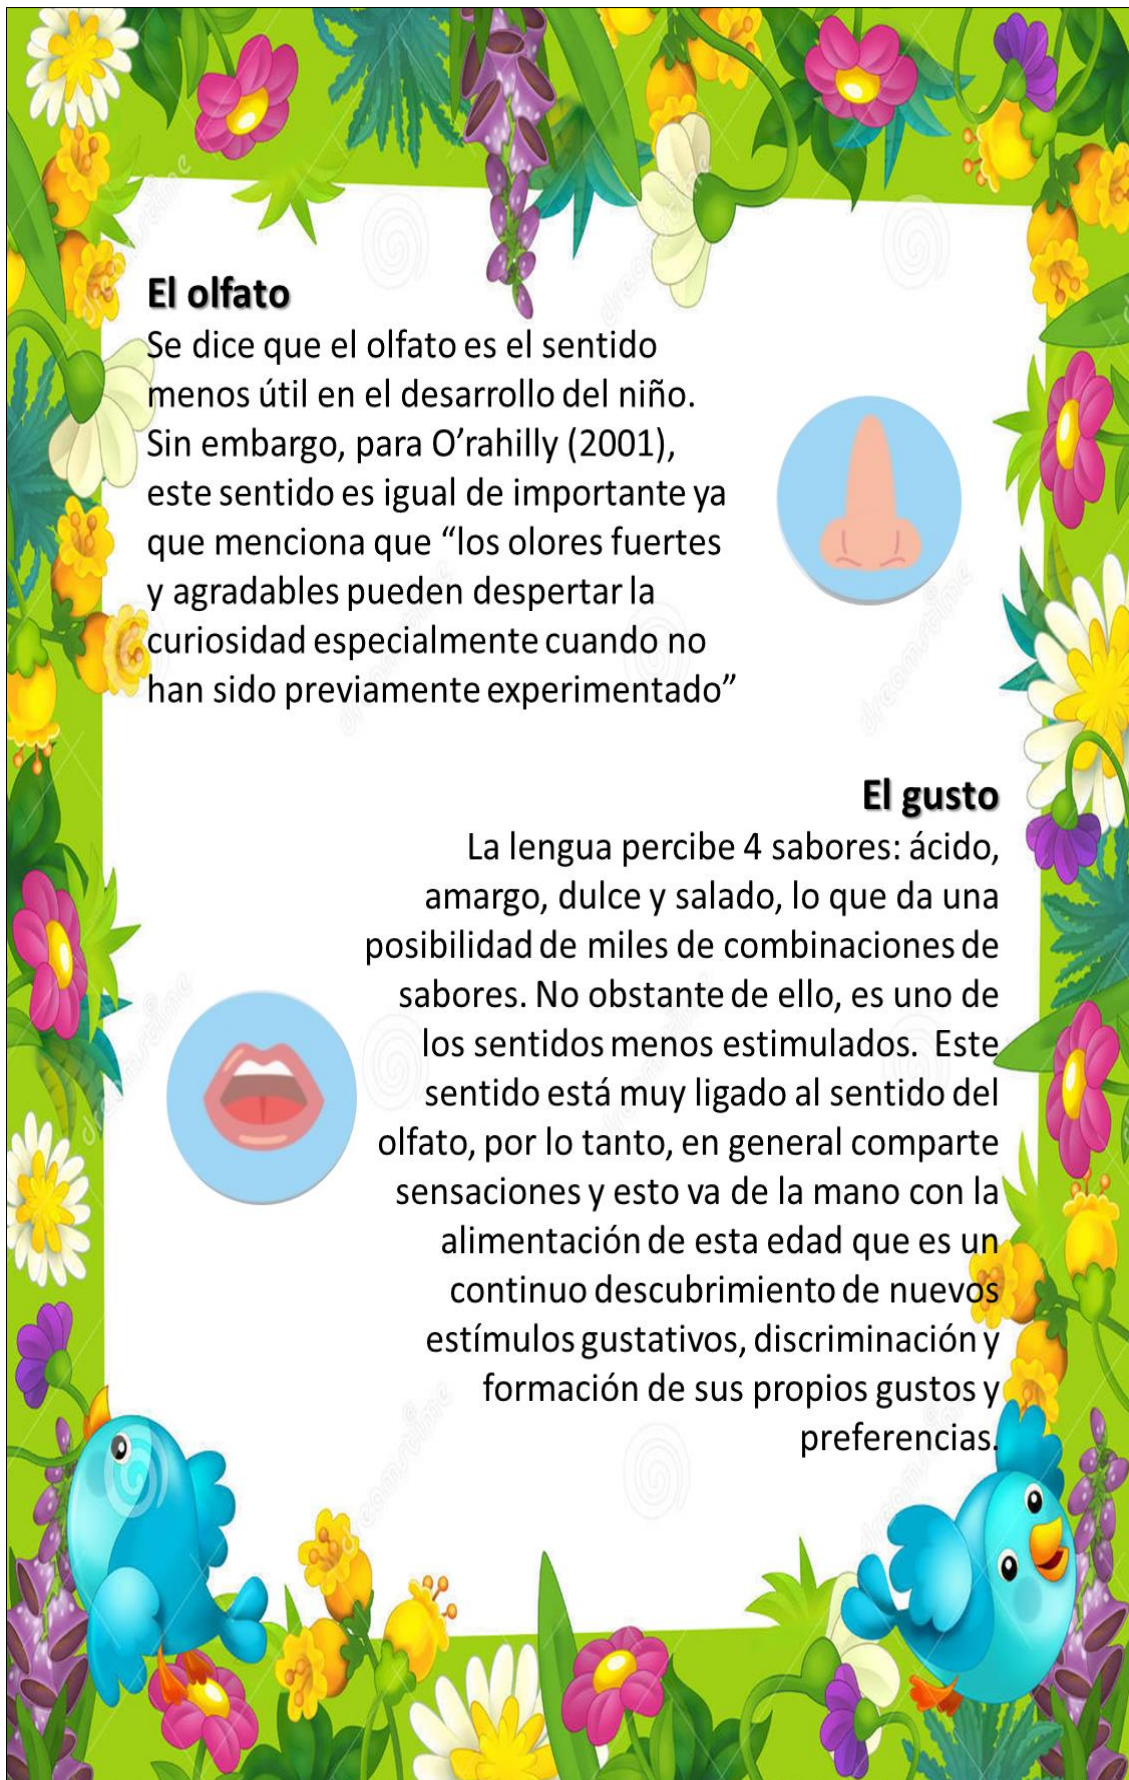 El olfato
Se dice que el olfato es el sentido
menos útil en el desarrollo del niño.
Sin embargo, para O’rahilly (2001),
este sentido es igual de importante ya
que menciona que “los olores fuertes
y agradables pueden despertar la
curiosidad especialmente cuando no
han sido previamente experimentado”
El gusto
La lengua percibe 4 sabores: ácido,
amargo, dulce y salado, lo que da una
posibilidad de miles de combinaciones de
sabores. No obstante de ello, es uno de
los sentidos menos estimulados.  Este
sentido está muy ligado al sentido del
olfato, por lo tanto, en general comparte
sensaciones y esto va de la mano con la
alimentación de esta edad que es un
continuo descubrimiento de nuevos
estímulos gustativos, discriminación y
formación de sus propios gustos y
preferencias.